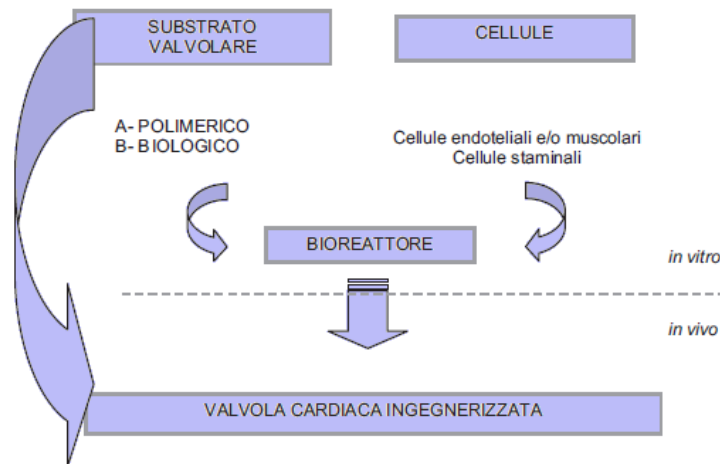 SUBSTRATO
VALVOLARE
CELLULE
A- POLIMERICO
B- BIOLOGICO
Cellule endoteliali e/o muscolari
Cellule staminali
BIOREATTORE
in vitro
in vivo
VALVOLA CARDIACA INGEGNERIZZATA